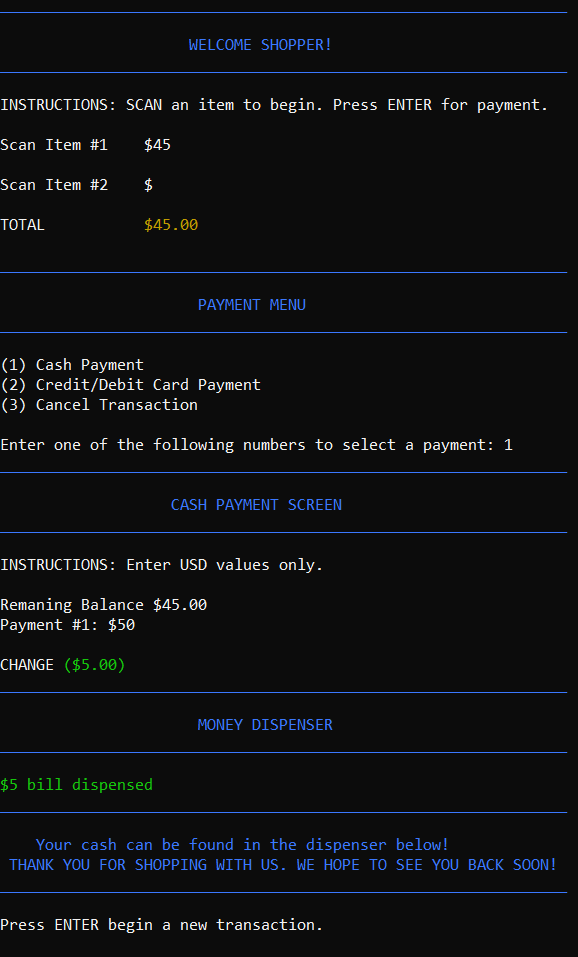 WELCOME SHOPPER!
INSTRUCTIONS: SCAN an item to begin. Press ENTER for payment.
Scan Item #1    $45
Scan Item #2    $
TOTAL           $45.00
PAYMENT MENU
(1) Cash Payment
(2) Credit/Debit Card Payment
(3) Cancel Transaction
Enter one of the following numbers to select a payment: 1
CASH PAYMENT SCREEN
INSTRUCTIONS: Enter USD values only.
Remaning Balance $45.00
Payment #1: $50
CHANGE ($5.00)
MONEY DISPENSER
$5 bill dispensed
Your cash can be found in the dispenser below!
THANK YOU FOR SHOPPING WITH US. WE HOPE TO SEE YOU BACK SOON!
Press ENTER begin a new transaction.